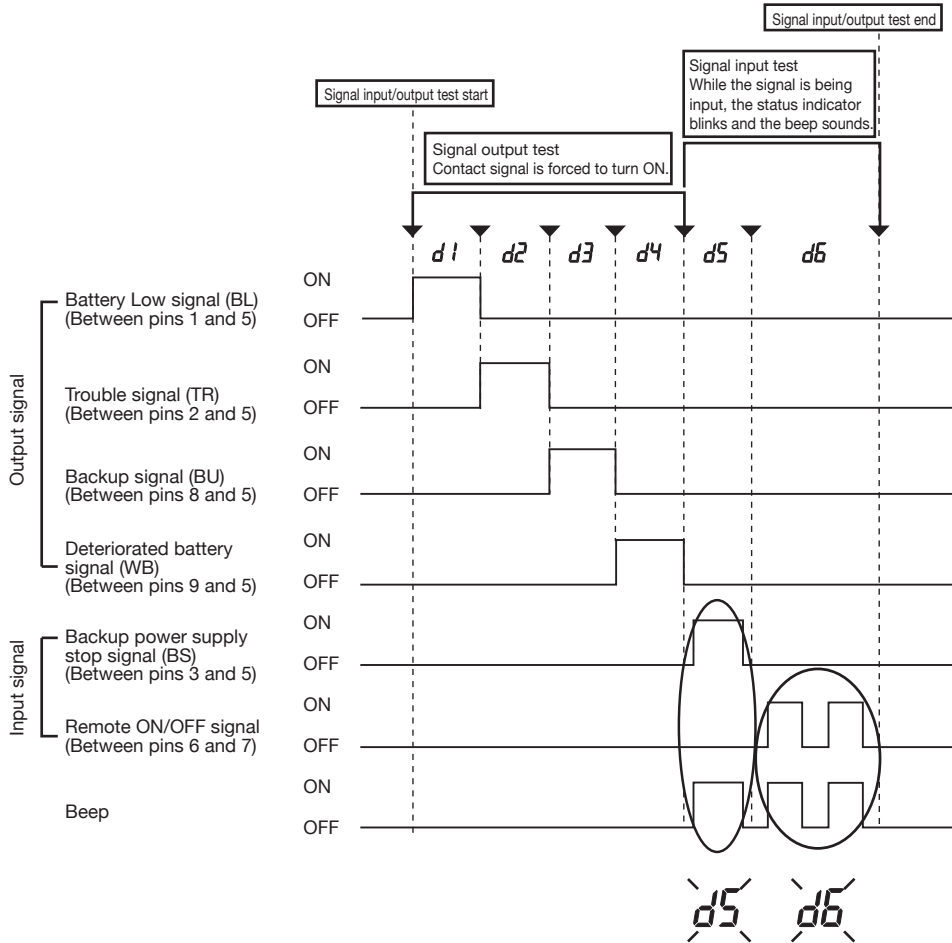 Signal input/output test end
Signal input test
While the signal is being
input, the status indicator
blinks and the beep sounds.
Signal input/output test start
Signal output test
Contact signal is forced to turn ON.
d1 d2 d3 d4 d5 d6
Output signal
Battery Low signal (BL)
(Between pins 1 and 5)
ON
OFF
Trouble signal (TR)
(Between pins 2 and 5)
ON
OFF
Backup signal (BU)
(Between pins 8 and 5)
ON
OFF
Deteriorated battery
signal (WB)
(Between pins 9 and 5)
ON
OFF
Input signal
Backup power supply
stop signal (BS)
(Between pins 3 and 5)
ON
OFF
Remote ON/OFF signal
(Between pins 6 and 7)
ON
OFF
Beep
ON
OFF
d5 d6